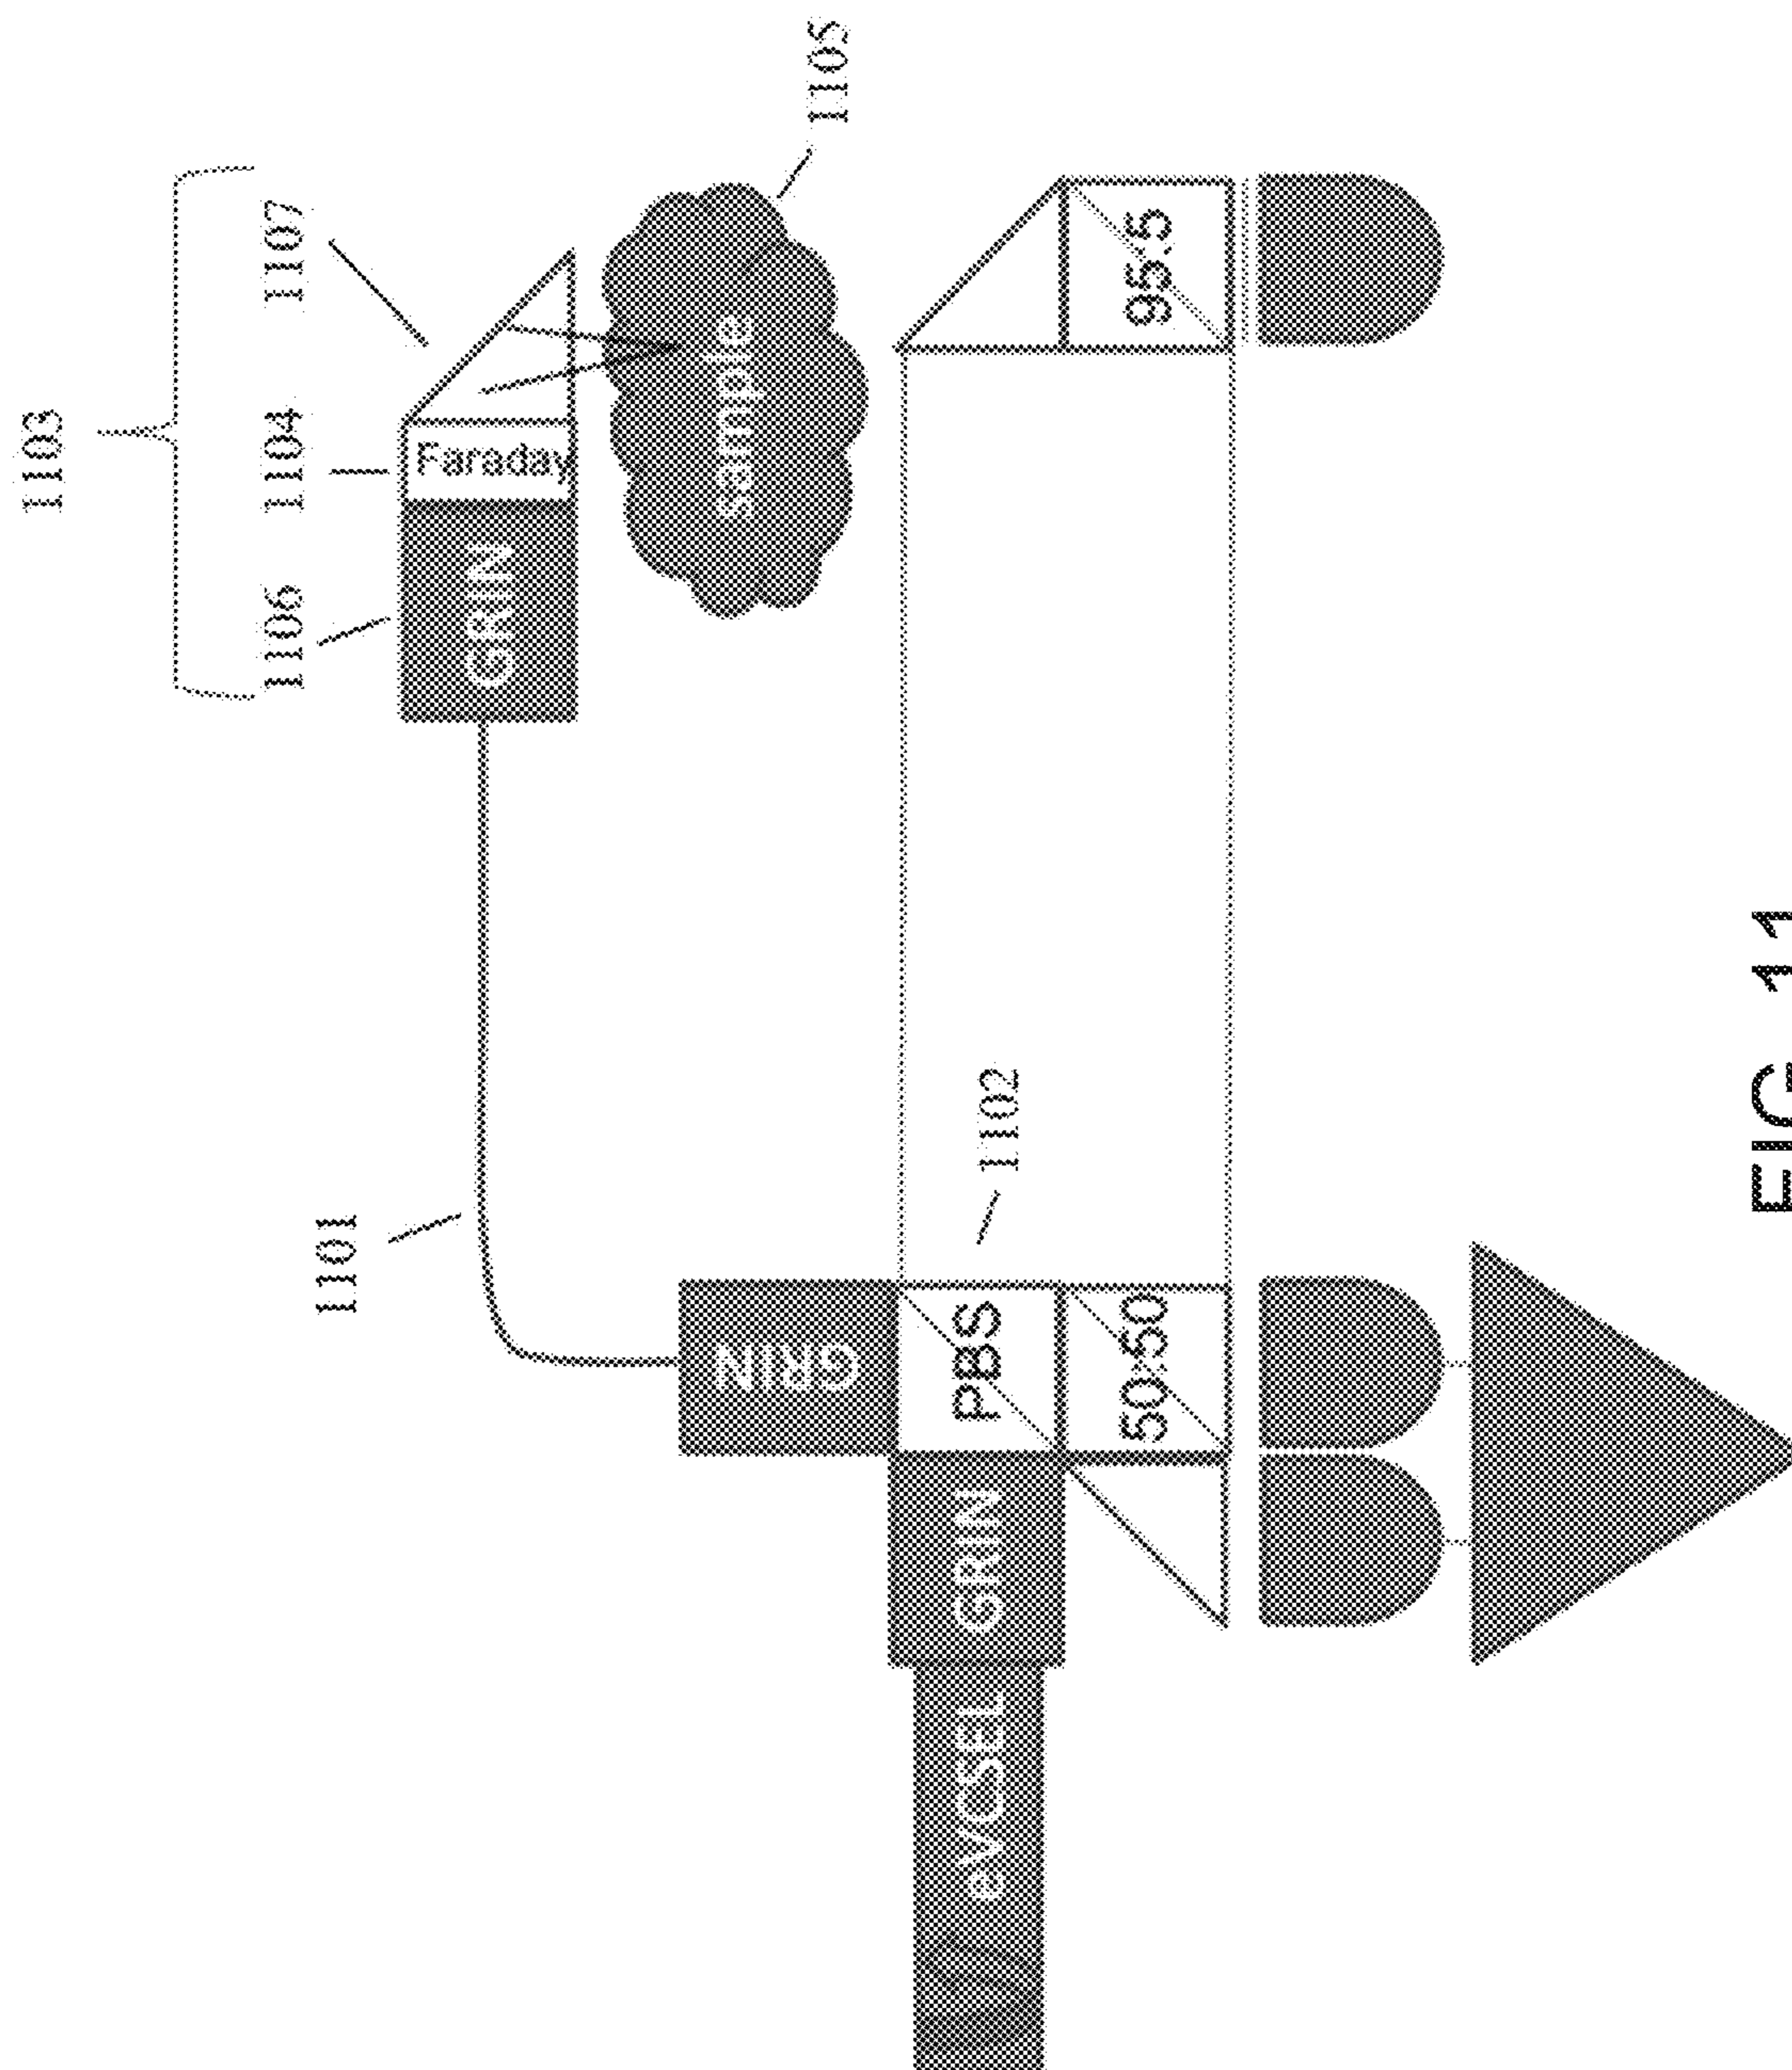 1103
1106
1104
1107
GRIN
Faraday
1101
sample
1105
GRIN
eVCSEL
GRIN
PBS
1102
50:50
95:5
FIG. 11